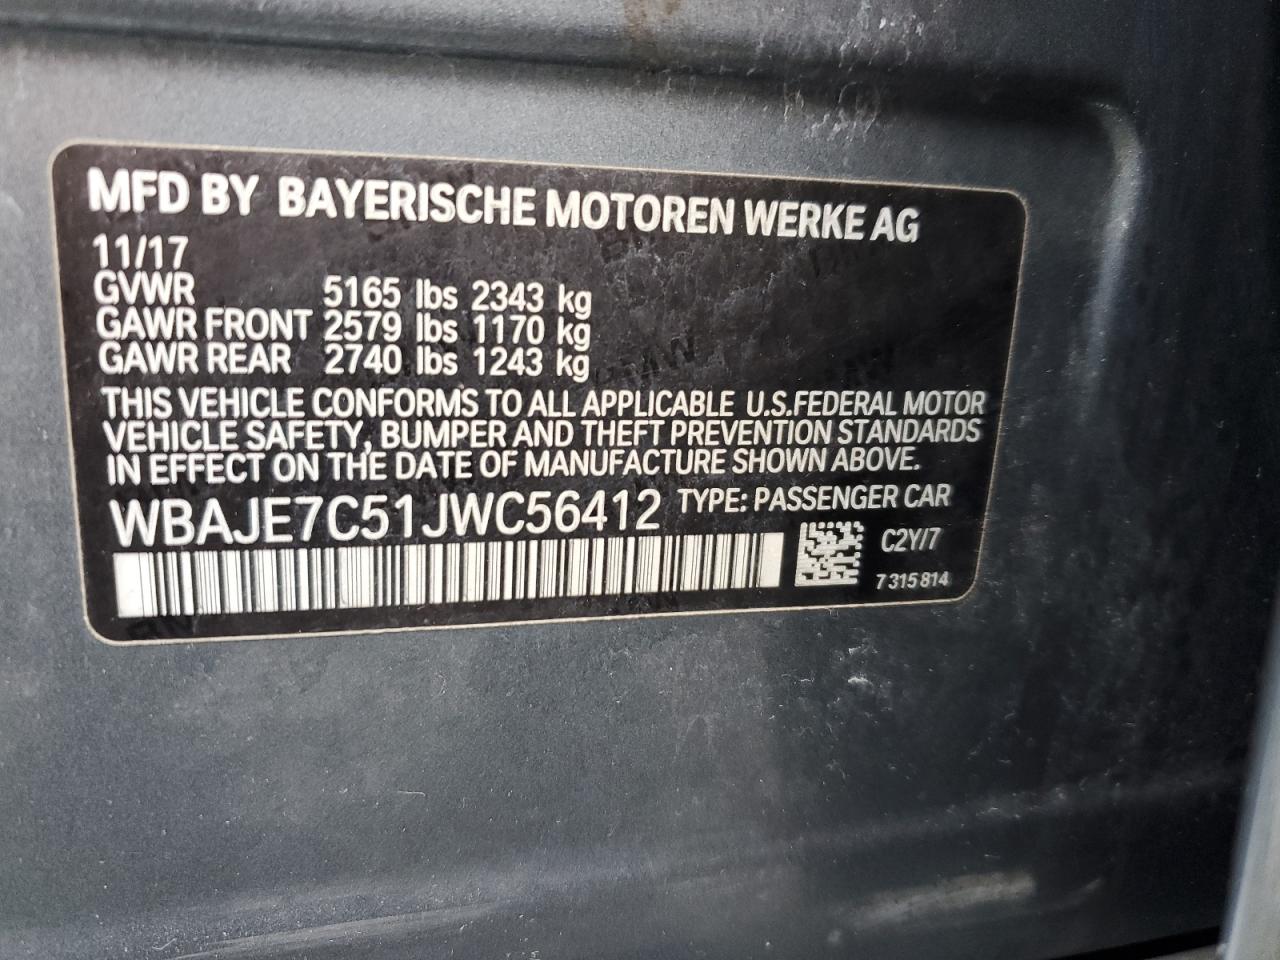 MFD BY BAYERISCHE MOTOREN WERKE AG
11/17
GVWR 5165 lbs 2343 kg
GAWR FRONT 2579 lbs 1170 kg
GAWR REAR 2740 lbs 1243 kg
THIS VEHICLE CONFORMS TO ALL APPLICABLE U.S.FEDERAL MOTOR
VEHICLE SAFETY, BUMPER AND THEFT PREVENTION STANDARDS
IN EFFECT ON THE DATE OF MANUFACTURE SHOWN ABOVE.
WBAJE7C51JWC56412 TYPE: PASSENGER CAR
C2Y/7
7 315 814